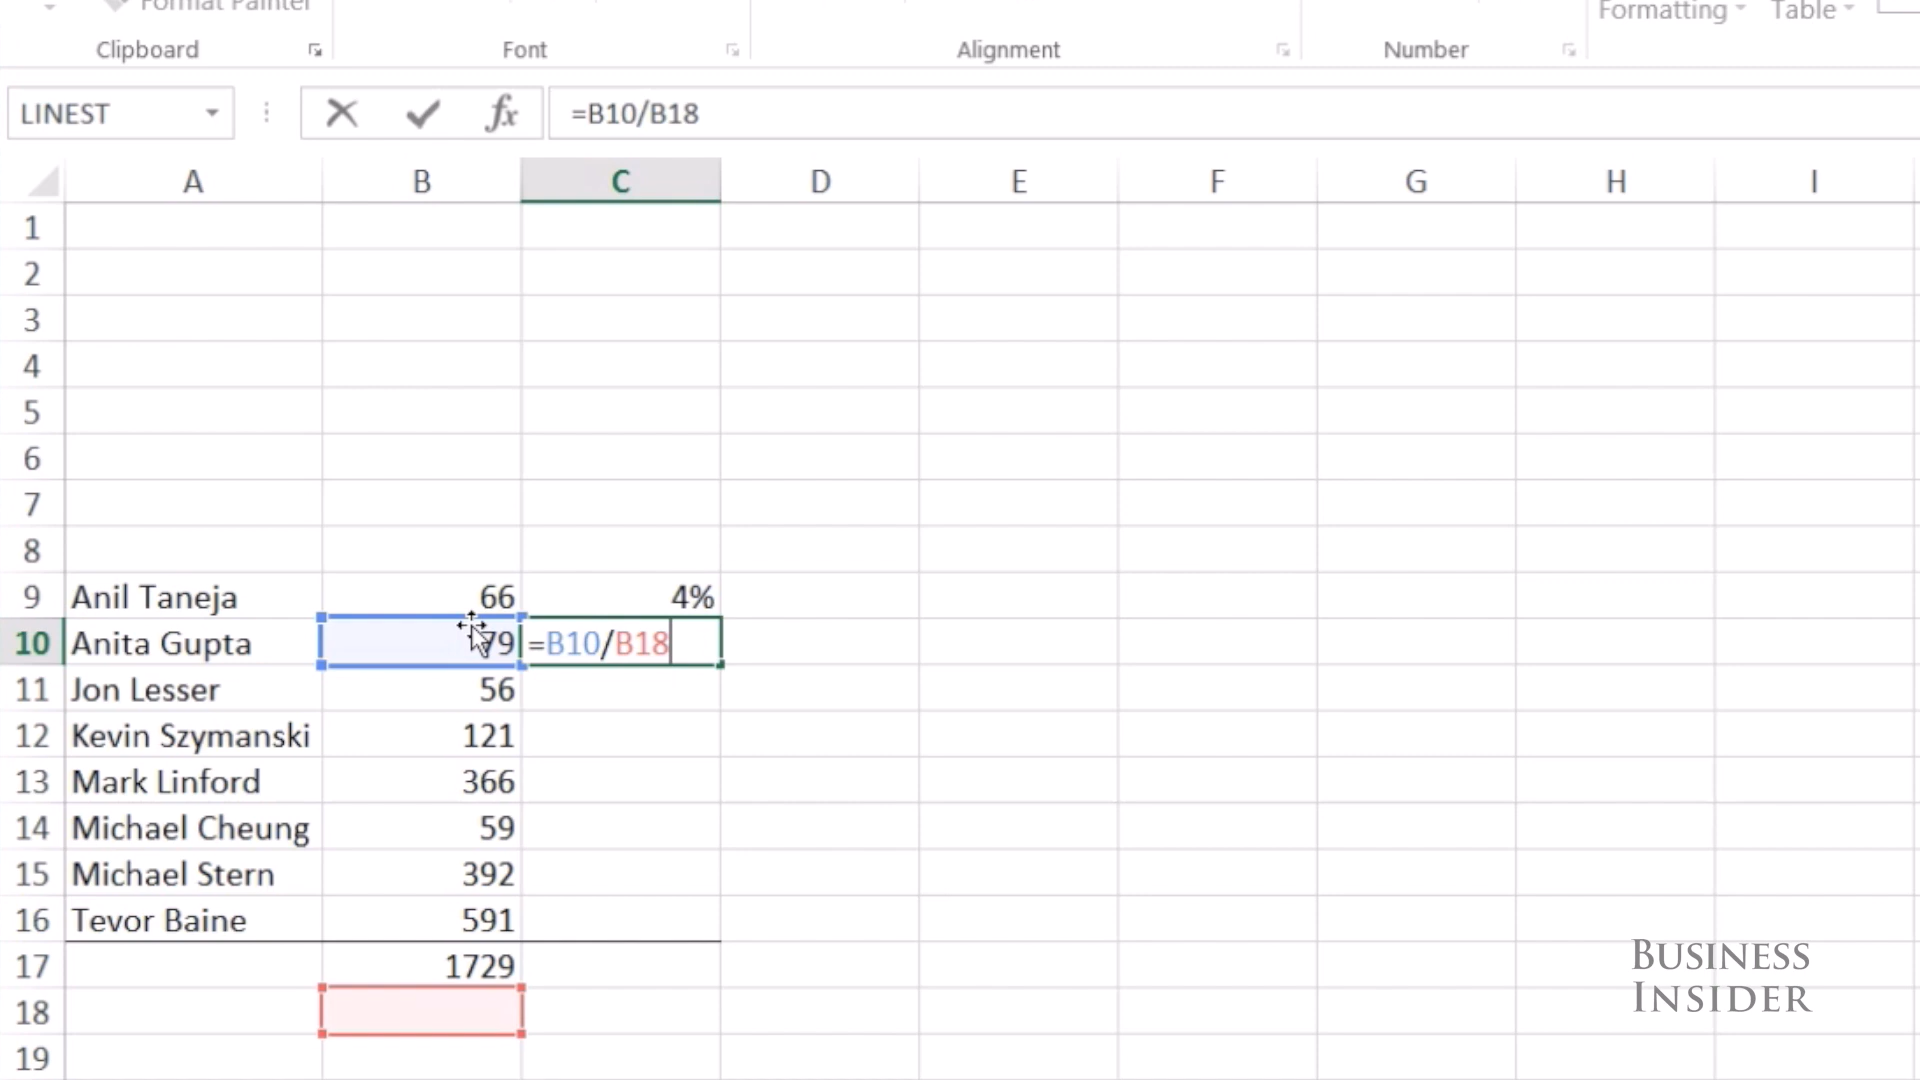 Format Painter
Formatting Table
Clipboard Font Alignment Number
LINEST fx =B10/B18
A B C D E F G H I
1
2
3
4
5
6
7
8
9 Anil Taneja 66 4%
10 Anita Gupta 79 =B10/B18
11 Jon Lesser 56
12 Kevin Szymanski 121
13 Mark Linford 366
14 Michael Cheung 59
15 Michael Stern 392
16 Tevor Baine 591
17 1729
18
19
BUSINESS
INSIDER